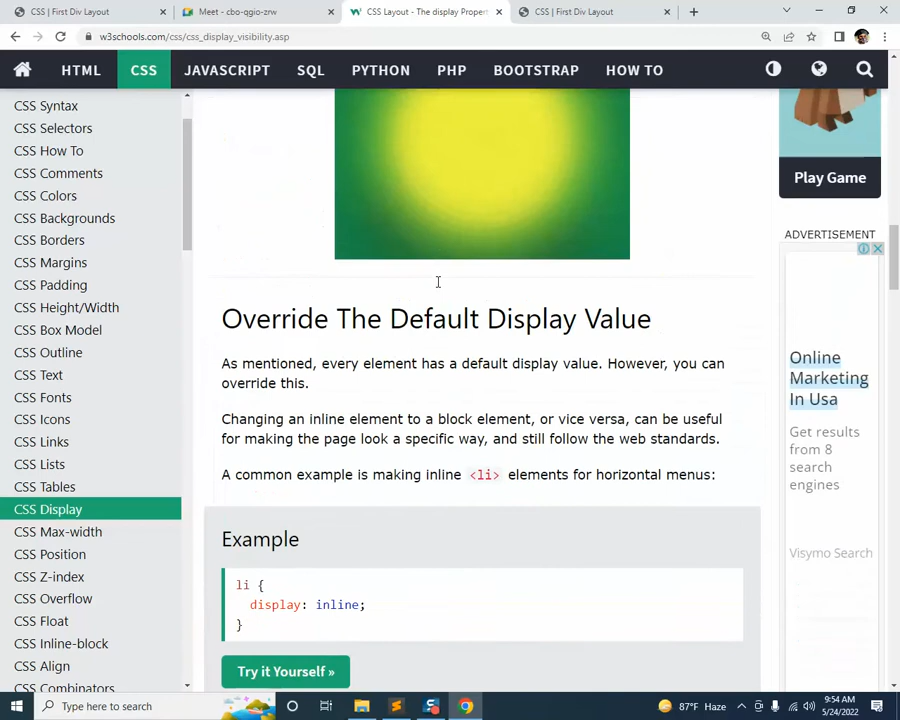 CSS | First Div Layout
Meet - cbo-qgio-zrw
CSS Layout - The display Propert
CSS | First Div Layout
w3schools.com/css/css_display_visibility.asp
HTML
CSS
JAVASCRIPT
SQL
PYTHON
PHP
BOOTSTRAP
HOW TO
CSS Syntax
CSS Selectors
CSS How To
CSS Comments
CSS Colors
CSS Backgrounds
CSS Borders
CSS Margins
CSS Padding
CSS Height/Width
CSS Box Model
CSS Outline
CSS Text
CSS Fonts
CSS Icons
CSS Links
CSS Lists
CSS Tables
CSS Display
CSS Max-width
CSS Position
CSS Z-index
CSS Overflow
CSS Float
CSS Inline-block
CSS Align
CSS Combinators
Override The Default Display Value
As mentioned, every element has a default display value. However, you can
override this.
Changing an inline element to a block element, or vice versa, can be useful
for making the page look a specific way, and still follow the web standards.
A common example is making inline <li> elements for horizontal menus:
Example
li {
display: inline;
}
Try it Yourself »
Play Game
ADVERTISEMENT
Online
Marketing
In Usa
Get results
from 8
search
engines
Visymo Search
Type here to search
87°F Haze
9:54 AM
5/24/2022